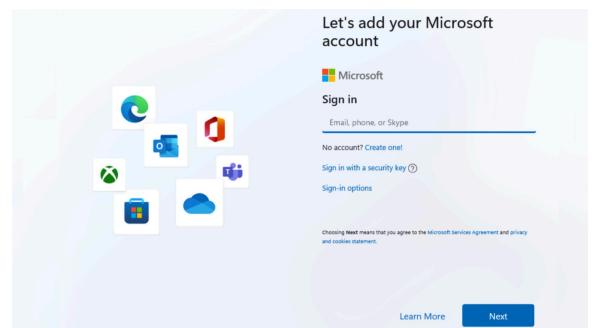 Let's add your Microsoft
account
Microsoft
Sign in
Email, phone, or Skype
No account? Create one!
Sign in with a security key ?
Sign-in options
Choosing Next means that you agree to the Microsoft Services Agreement and privacy
and cookies statement.
Learn More
Next